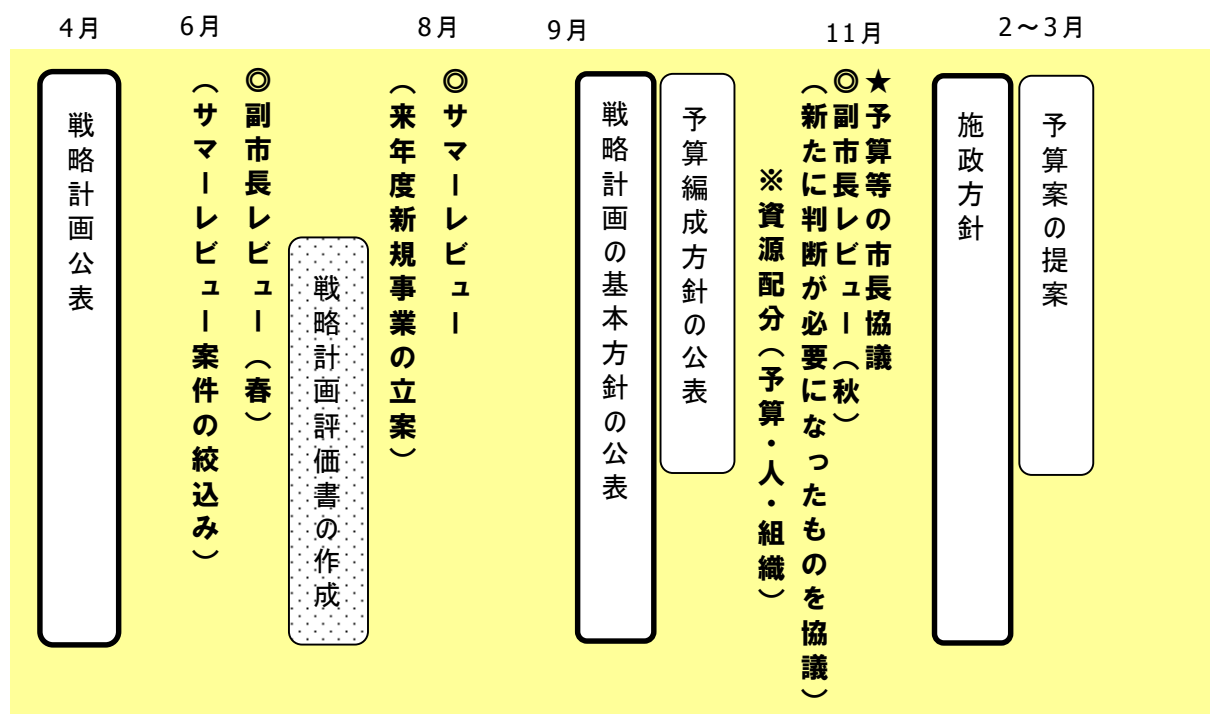 4月
6月
8月
9月
11月
2～3月
戦略計画公表
◎副市長レビュー（春）
（サマーレビュー案件の絞込み）
戦略計画評価書の作成
◎サマーレビュー
（来年度新規事業の立案）
戦略計画の基本方針の公表
予算編成方針の公表
★予算等の市長協議
◎副市長レビュー（秋）
（新たに判断が必要になったものを協議）
※資源配分（予算・人・組織）
施政方針
予算案の提案